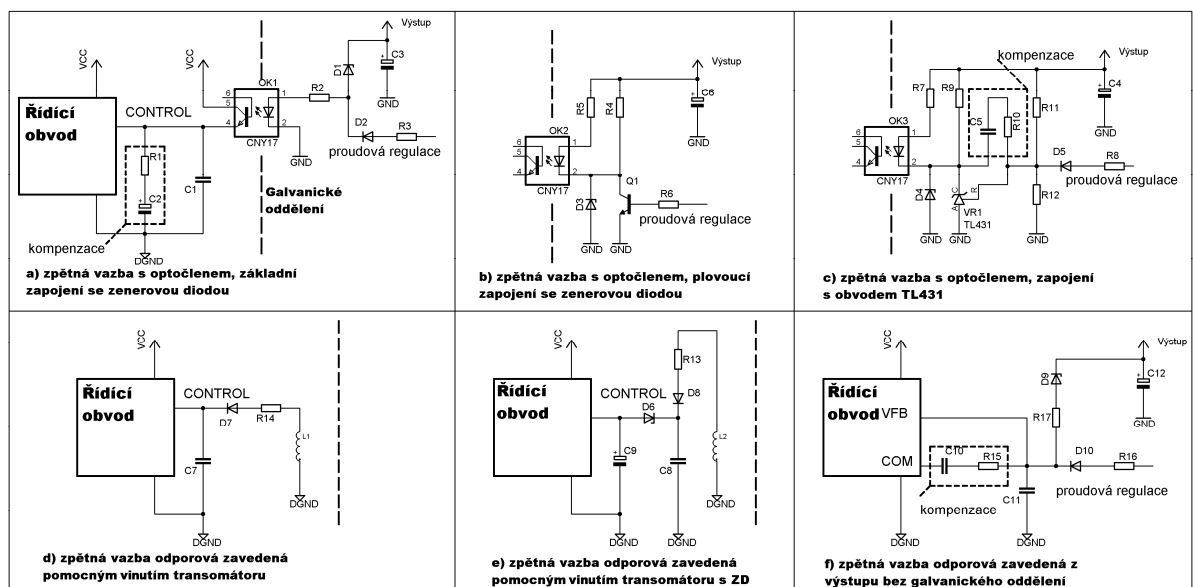 VCC
VCC
Výstup
C3
D1
OK1
6
5
4
1
2
CNY17
R2
D2
R3
proudová regulace
GND
GND
Řídící
obvod
CONTROL
R1
C2
C1
Galvanické
oddělení
kompenzace
DGND
a) zpětná vazba s optočlenem, základní
zapojení se zenerovou diodou
Výstup
C6
R5
R4
OK2
6
5
4
1
2
CNY17
GND
Q1
R6
D3
proudová regulace
GND
GND
b) zpětná vazba s optočlenem, plovoucí
zapojení se zenerovou diodou
kompenzace
Výstup
C4
R7
R9
C5
R10
R11
OK3
6
5
4
1
2
CNY17
GND
D5
R8
proudová regulace
D4
C
R
A
VR1
TL431
R12
GND
GND
GND
c) zpětná vazba s optočlenem, zapojení
s obvodem TL431
VCC
Řídící
obvod
CONTROL
D7
R14
L1
C7
DGND
DGND
d) zpětná vazba odporová zavedená
pomocným vinutím transomátoru
VCC
Řídící
obvod
CONTROL
R13
D8
D6
L2
C9
C8
DGND
DGND
DGND
e) zpětná vazba odporová zavedená
pomocným vinutím transomátoru s ZD
VCC
Výstup
Řídící
obvod
VFB
COM
D9
C12
R17
GND
C10
R15
D10
R16
proudová regulace
C11
kompenzace
DGND
DGND
f) zpětná vazba odporová zavedená z
výstupu bez galvanického oddělení